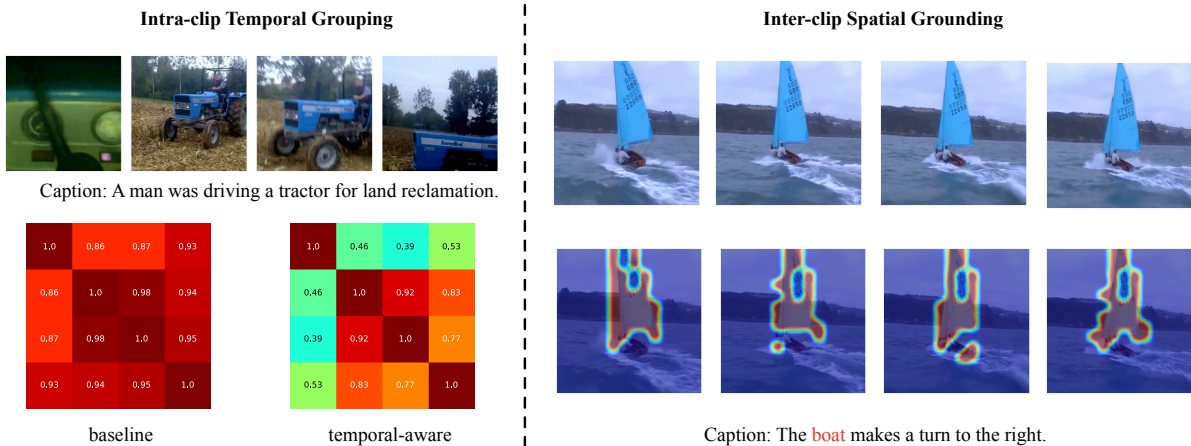 Intra-clip Temporal Grouping
Caption: A man was driving a tractor for land reclamation.
1.0 0.86 0.87 0.93
0.86 1.0 0.98 0.94
0.87 0.98 1.0 0.95
0.93 0.94 0.95 1.0
baseline
1.0 0.46 0.39 0.53
0.46 1.0 0.92 0.83
0.39 0.92 1.0 0.77
0.53 0.83 0.77 1.0
temporal-aware
Inter-clip Spatial Grounding
Caption: The boat makes a turn to the right.